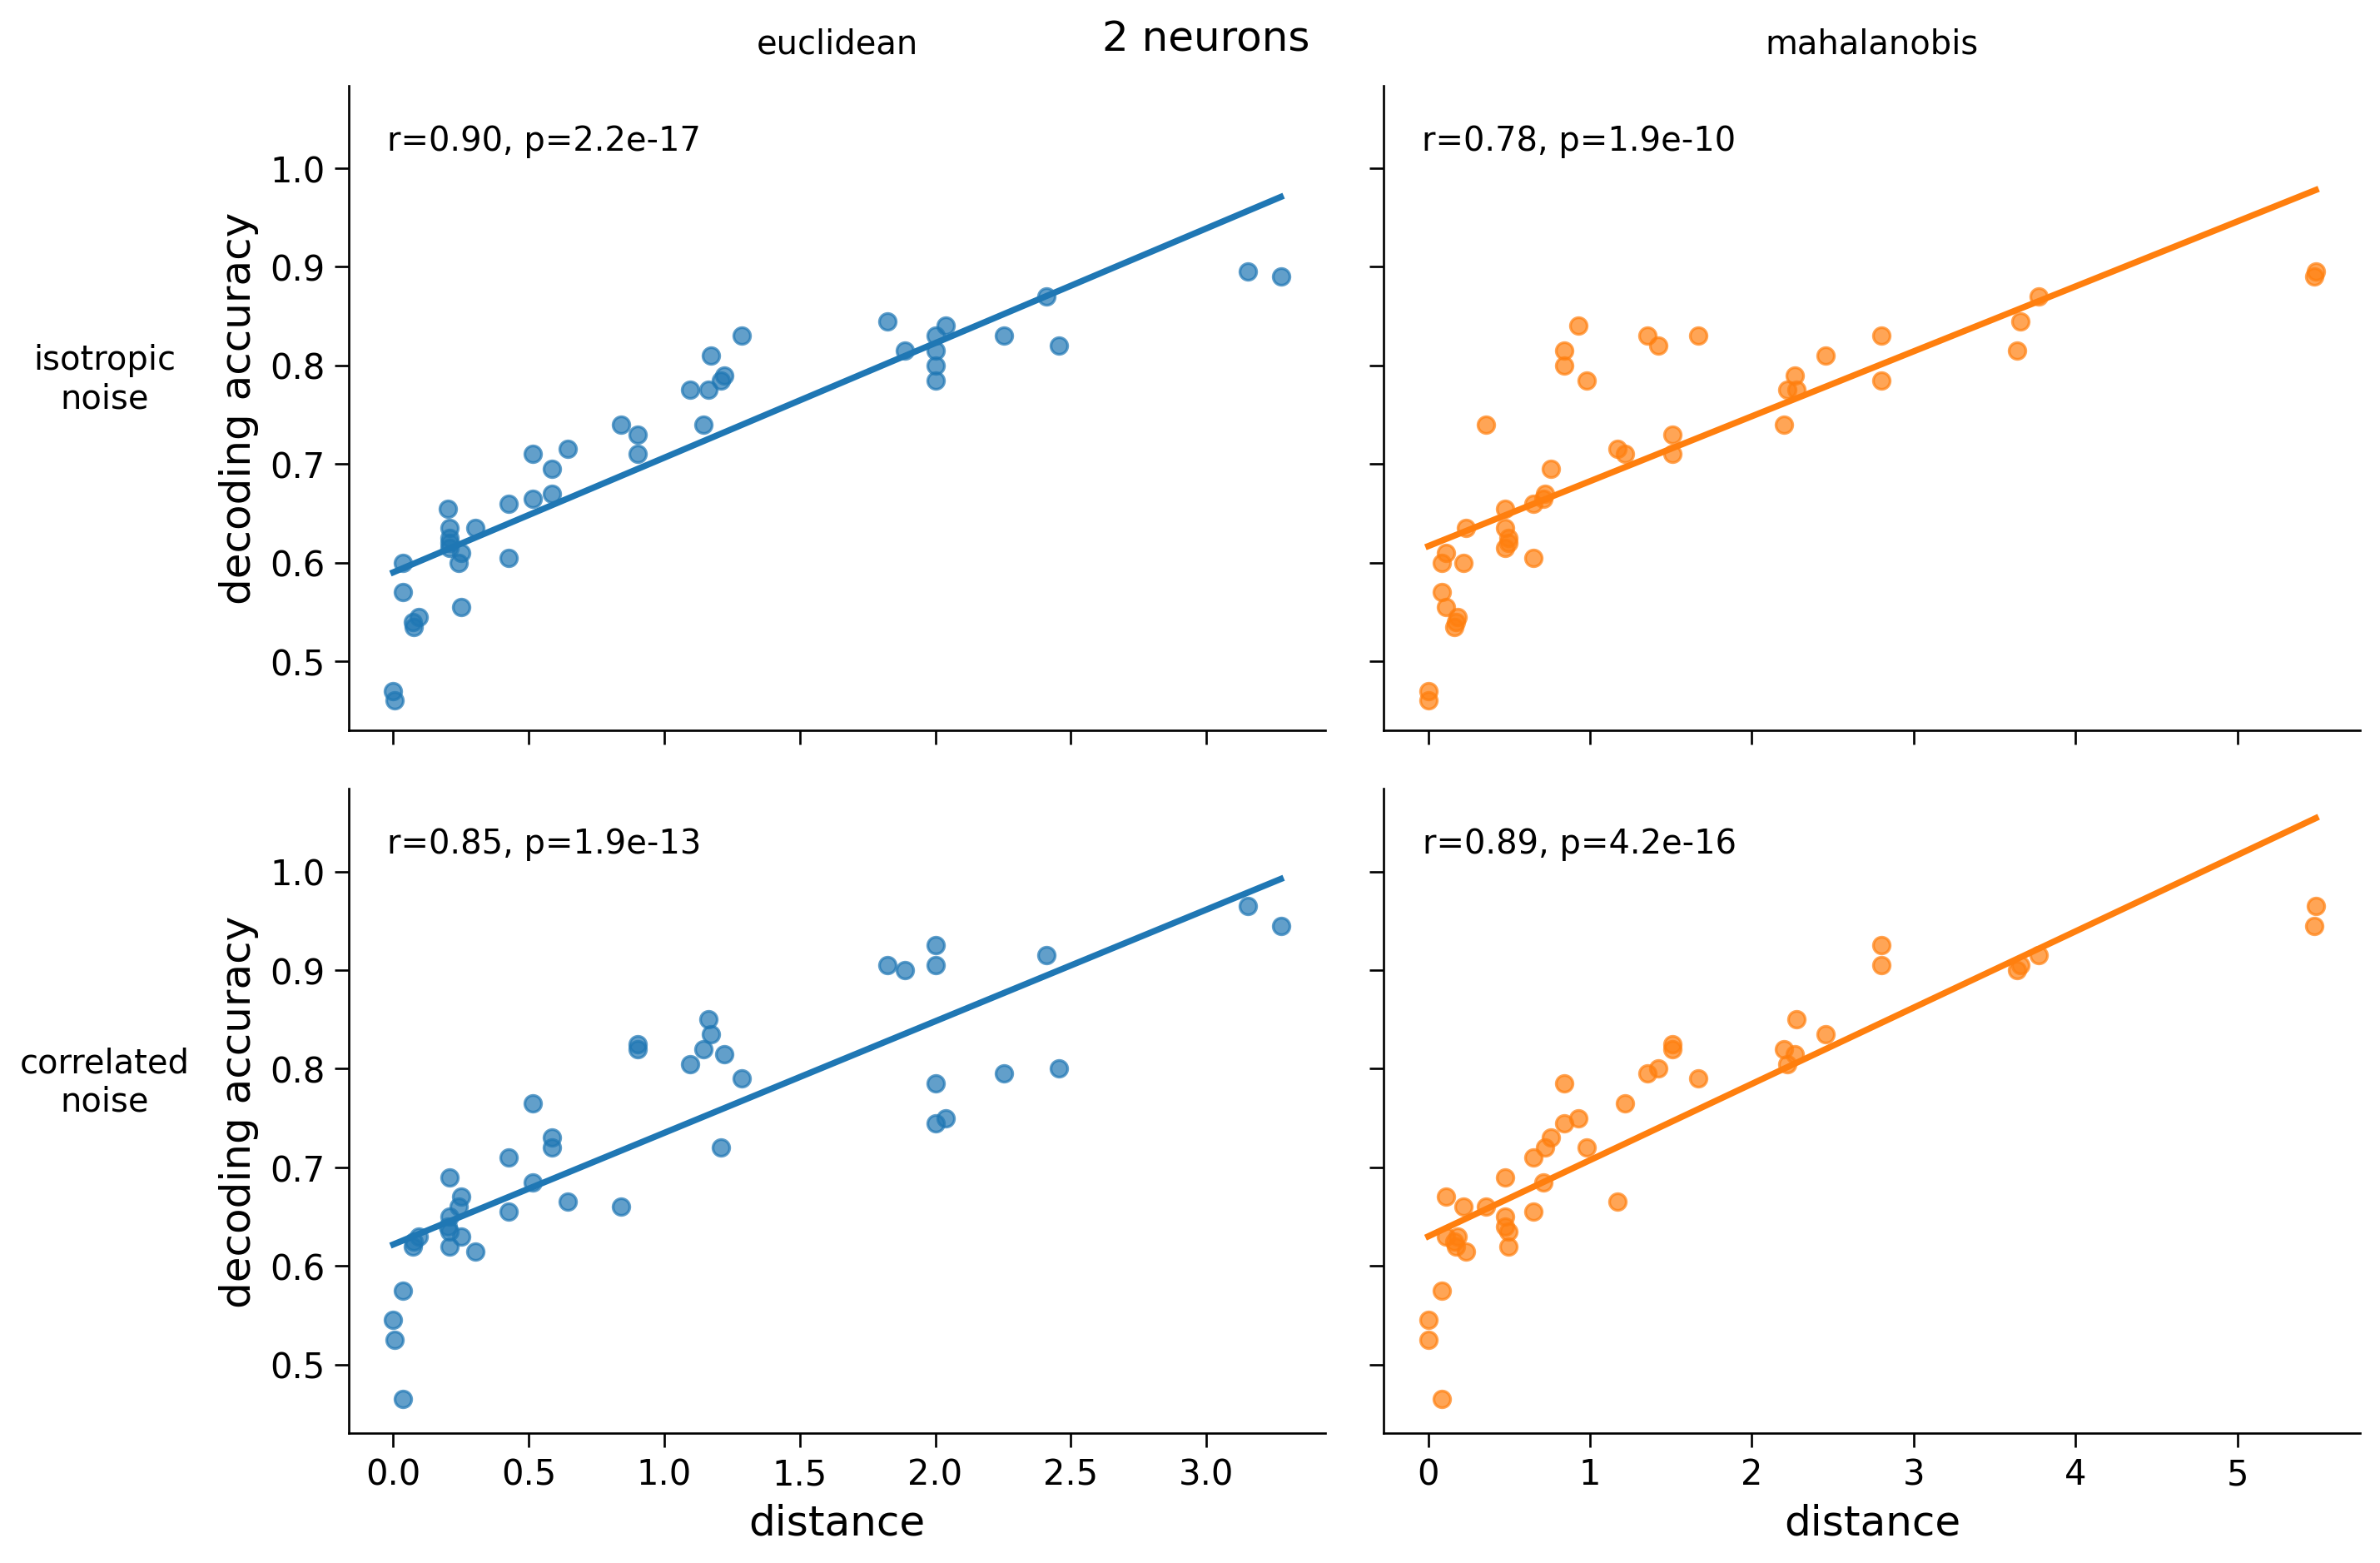 2 neurons
euclidean
mahalanobis
isotropic
noise
decoding accuracy
1.0
0.9
0.8
0.7
0.6
0.5
r=0.90, p=2.2e-17
r=0.78, p=1.9e-10
correlated
noise
decoding accuracy
1.0
0.9
0.8
0.7
0.6
0.5
r=0.85, p=1.9e-13
r=0.89, p=4.2e-16
0.0 0.5 1.0 1.5 2.0 2.5 3.0
distance
0 1 2 3 4 5
distance